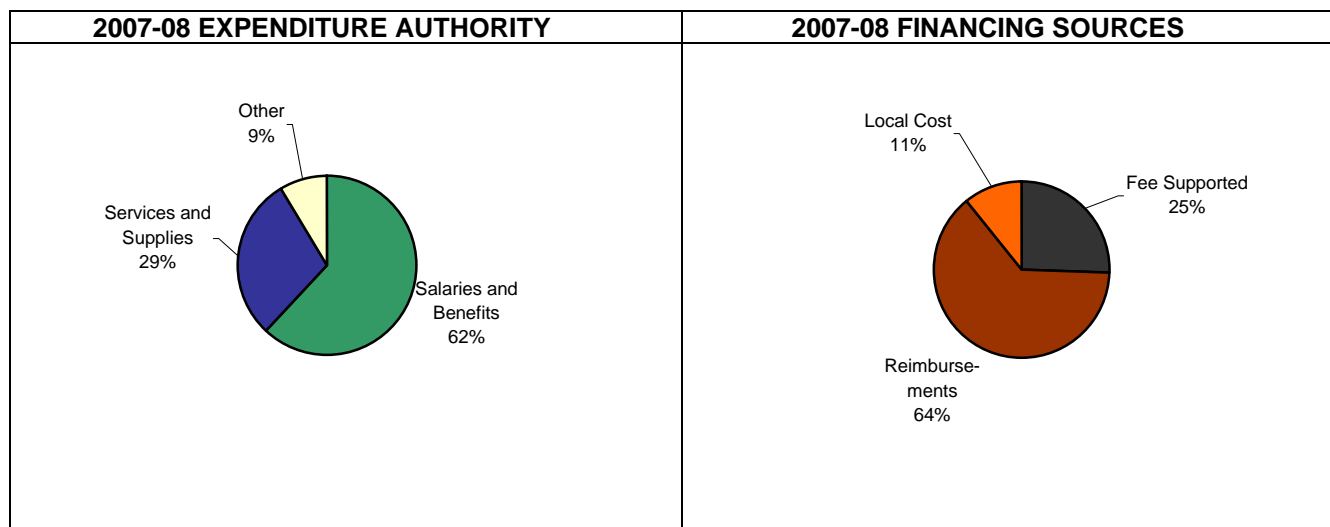 2007-08 EXPENDITURE AUTHORITY
Other
9%
Services and
Supplies
29%
Salaries and
Benefits
62%
2007-08 FINANCING SOURCES
Local Cost
11%
Fee Supported
25%
Reimburse-
ments
64%